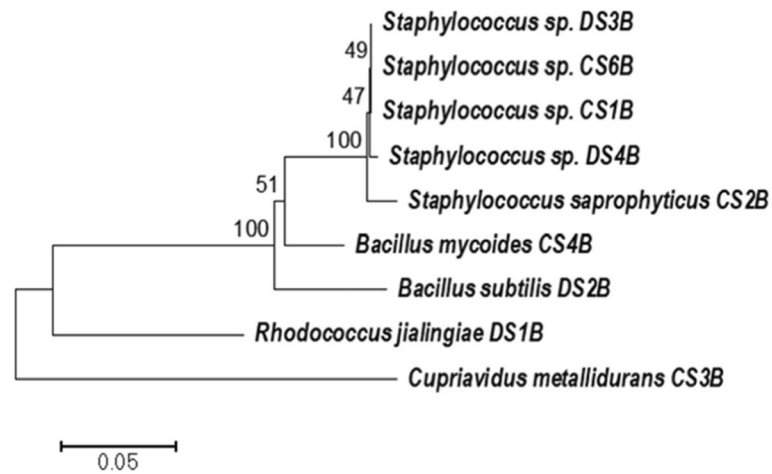 Staphylococcus sp. DS3B
49
Staphylococcus sp. CS6B
47
Staphylococcus sp. CS1B
100
Staphylococcus sp. DS4B
51
Staphylococcus saprophyticus CS2B
100
Bacillus mycoides CS4B
Bacillus subtilis DS2B
Rhodococcus jialingiae DS1B
Cupriavidus metallidurans CS3B
0.05